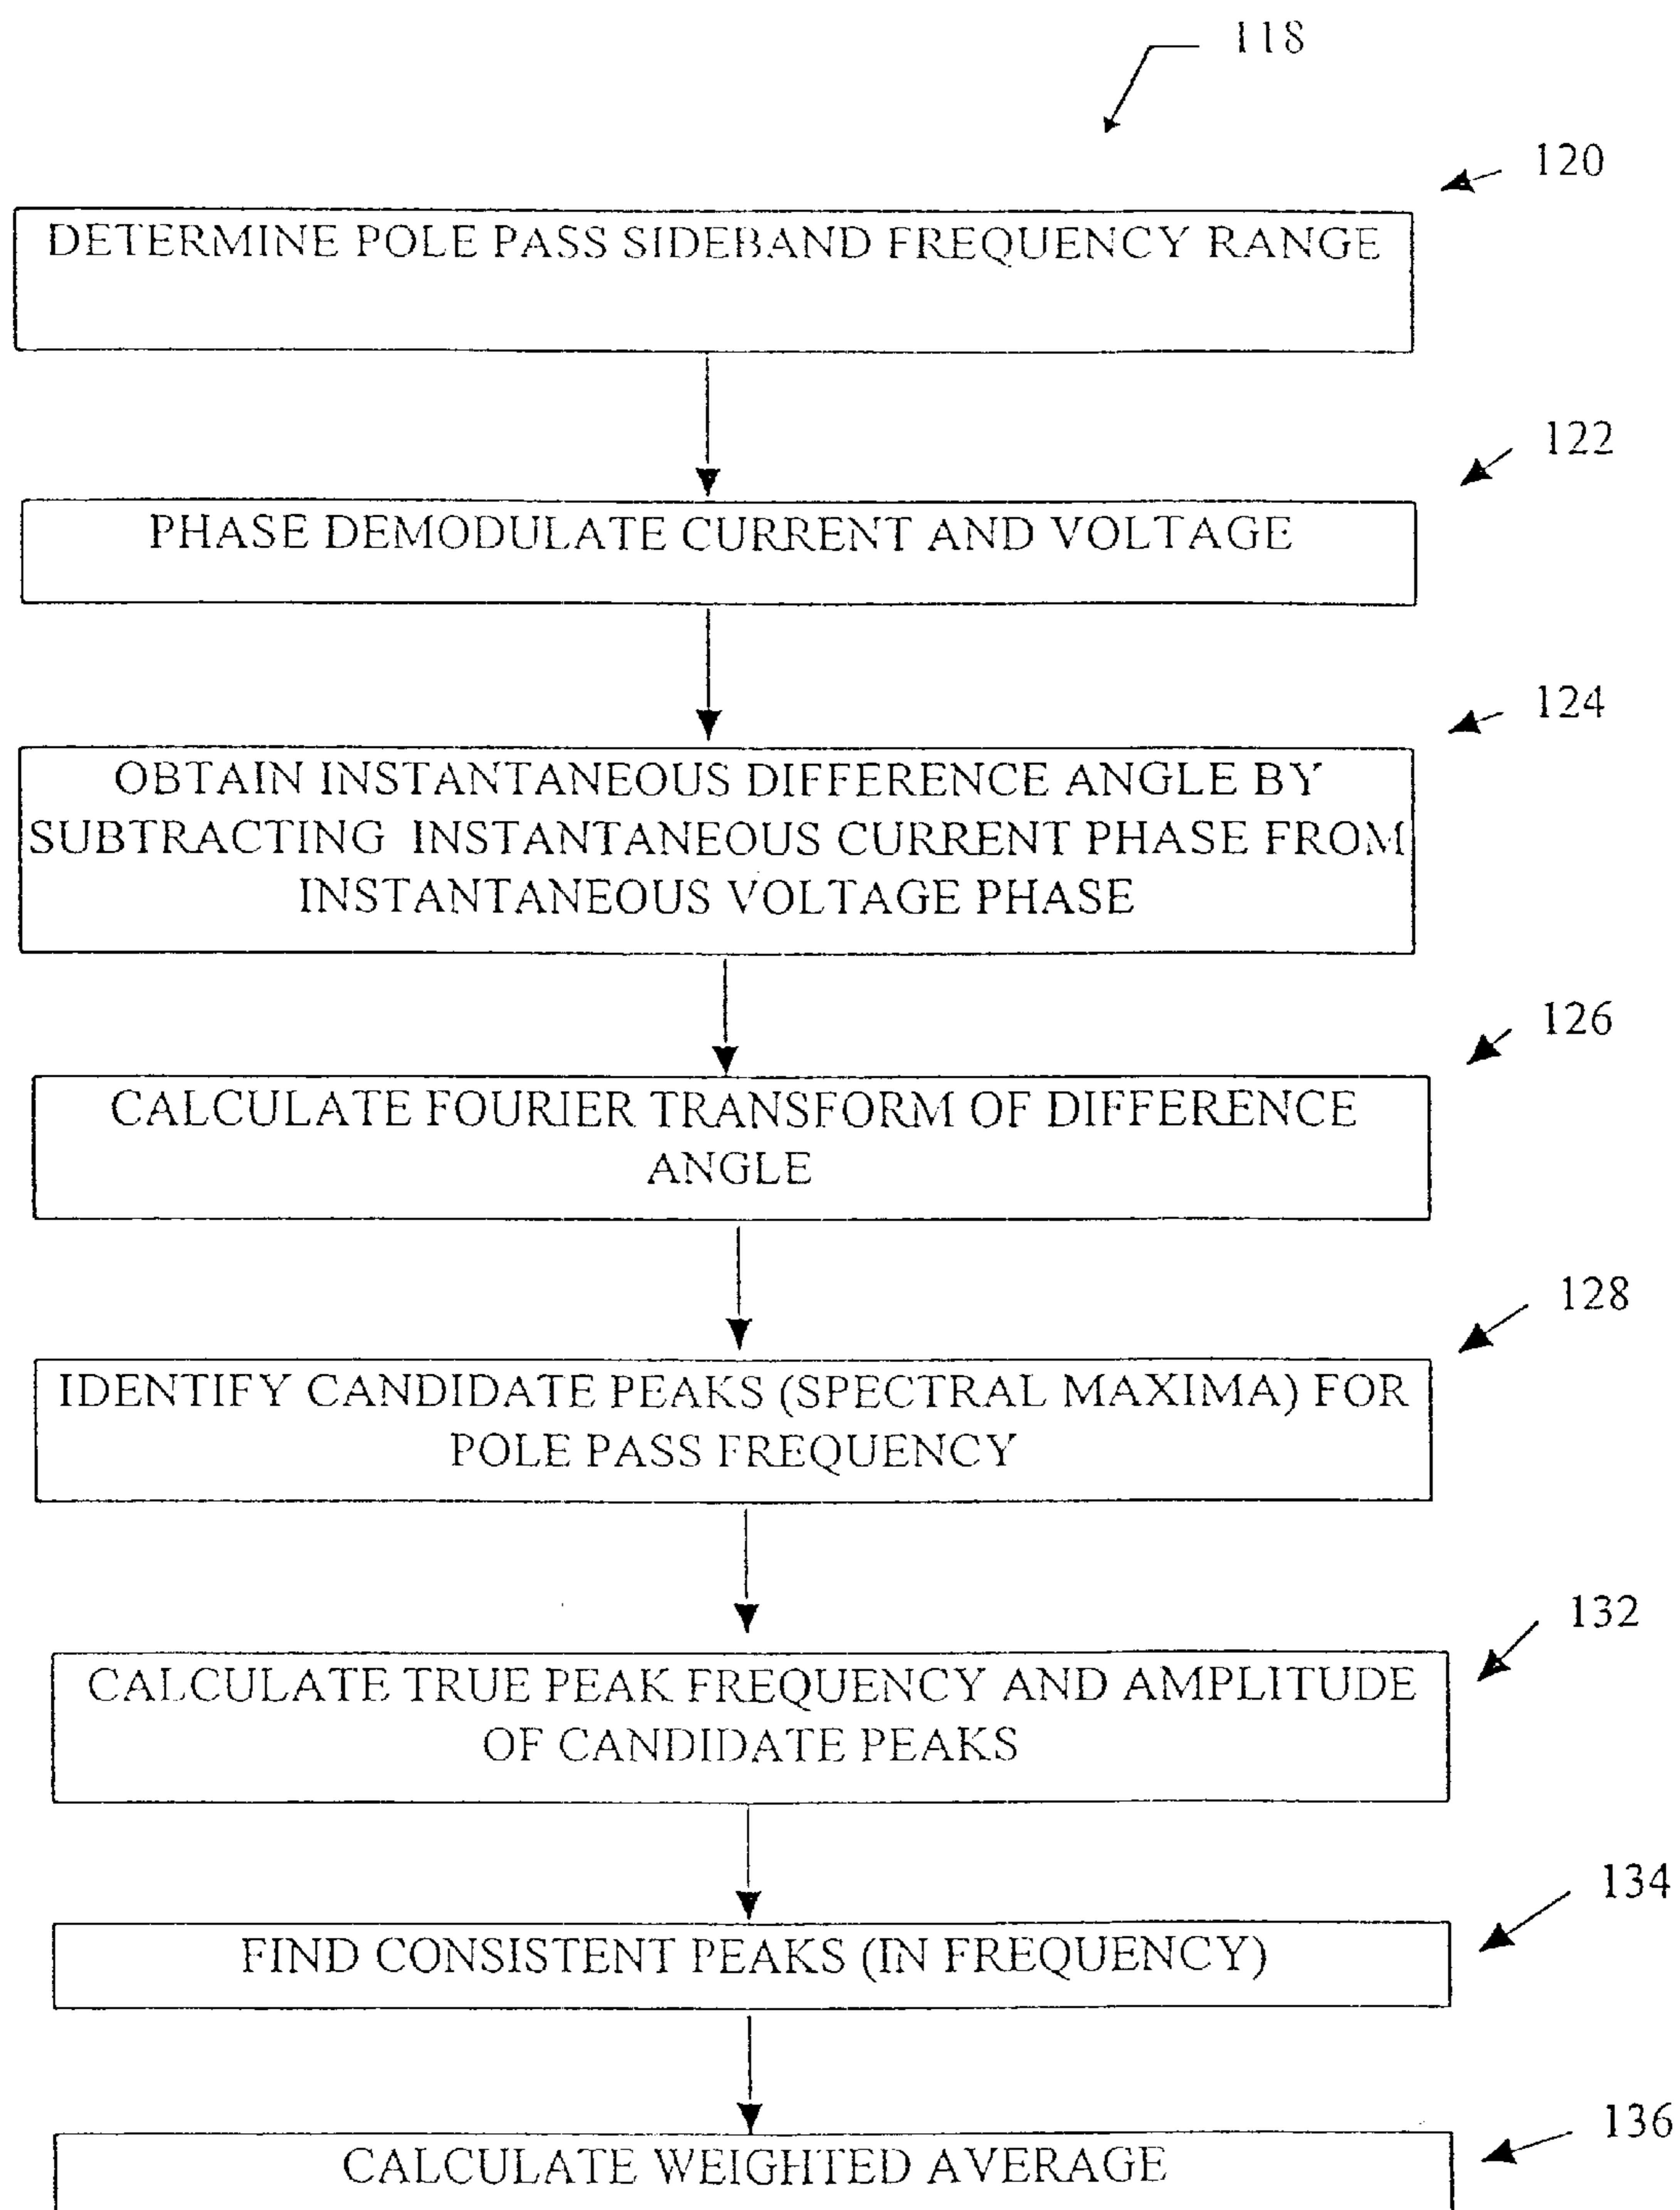 118
120
DETERMINE POLE PASS SIDEBAND FREQUENCY RANGE
122
PHASE DEMODULATE CURRENT AND VOLTAGE
124
OBTAIN INSTANTANEOUS DIFFERENCE ANGLE BY
SUBTRACTING INSTANTANEOUS CURRENT PHASE FROM
INSTANTANEOUS VOLTAGE PHASE
126
CALCULATE FOURIER TRANSFORM OF DIFFERENCE
ANGLE
128
IDENTIFY CANDIDATE PEAKS (SPECTRAL MAXIMA) FOR
POLE PASS FREQUENCY
132
CALCULATE TRUE PEAK FREQUENCY AND AMPLITUDE
OF CANDIDATE PEAKS
134
FIND CONSISTENT PEAKS (IN FREQUENCY)
136
CALCULATE WEIGHTED AVERAGE